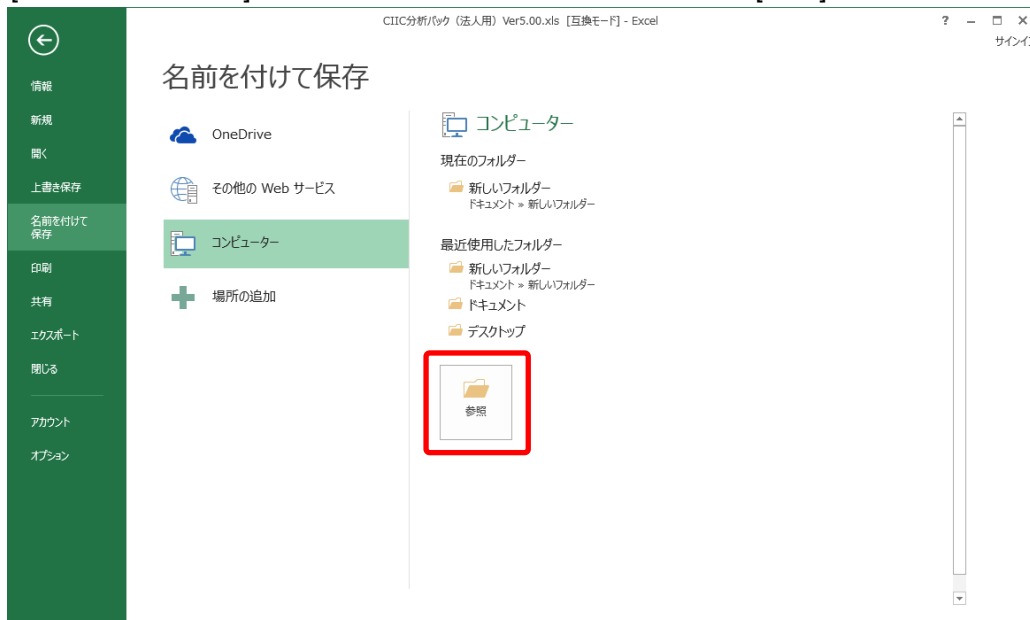 CIIC分析パック（法人用）Ver5.00.xls [互換モード] - Excel
?
サインイ
情報
新規
開く
上書き保存
名前を付けて
保存
印刷
共有
エクスポート
閉じる
アカウント
オプション
名前を付けて保存
OneDrive
その他の Web サービス
コンピューター
場所の追加
コンピューター
現在のフォルダー
新しいフォルダー
ドキュメント » 新しいフォルダー
最近使用したフォルダー
新しいフォルダー
ドキュメント » 新しいフォルダー
ドキュメント
デスクトップ
参照